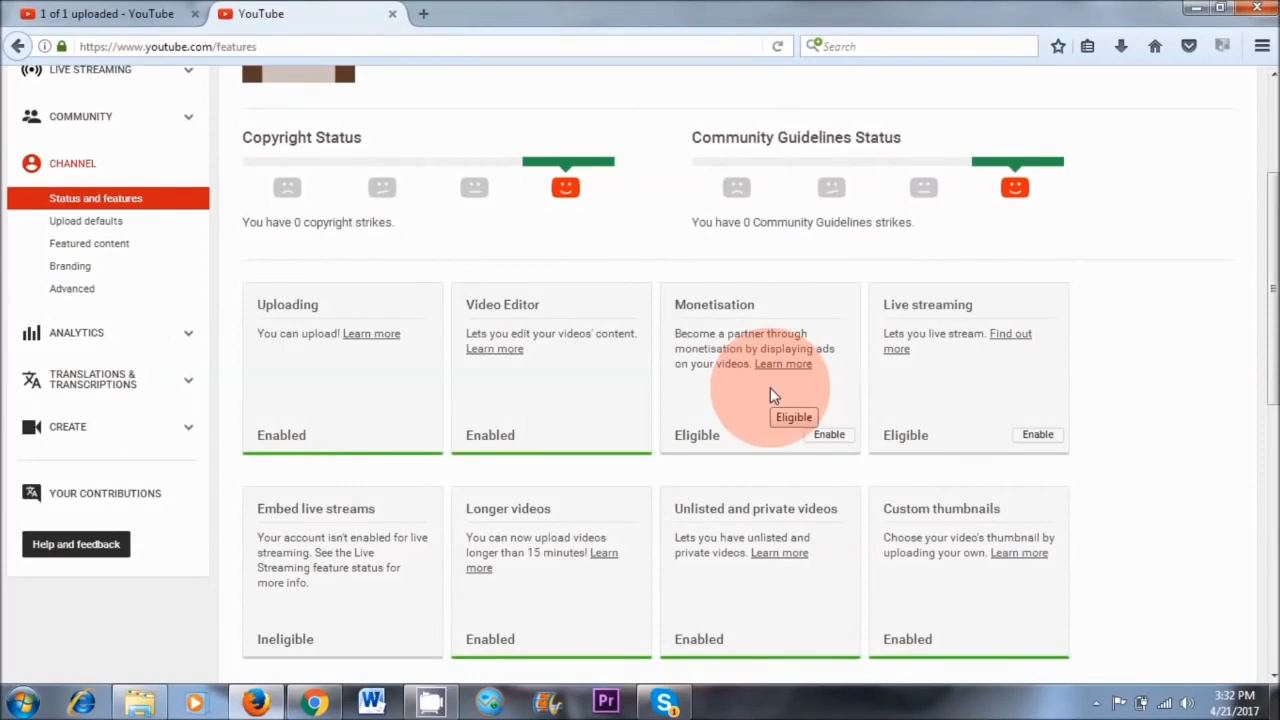 1 of 1 uploaded - YouTube
YouTube
https://www.youtube.com/features
Search
LIVE STREAMING
COMMUNITY
CHANNEL
Status and features
Upload defaults
Featured content
Branding
Advanced
ANALYTICS
TRANSLATIONS &
TRANSCRIPTIONS
CREATE
YOUR CONTRIBUTIONS
Help and feedback
Copyright Status
You have 0 copyright strikes.
Community Guidelines Status
You have 0 Community Guidelines strikes.
Uploading
You can upload! Learn more
Enabled
Video Editor
Lets you edit your videos' content.
Learn more
Enabled
Monetisation
Become a partner through
monetisation by displaying ads
on your videos. Learn more
Eligible
Eligible
Enable
Live streaming
Lets you live stream. Find out
more
Eligible
Enable
Embed live streams
Your account isn't enabled for live
streaming. See the Live
Streaming feature status for
more info.
Ineligible
Longer videos
You can now upload videos
longer than 15 minutes! Learn
more
Enabled
Unlisted and private videos
Lets you have unlisted and
private videos. Learn more
Enabled
Custom thumbnails
Choose your video's thumbnail by
uploading your own. Learn more
Enabled
W
Pr
S
1
3:32 PM
4/21/2017